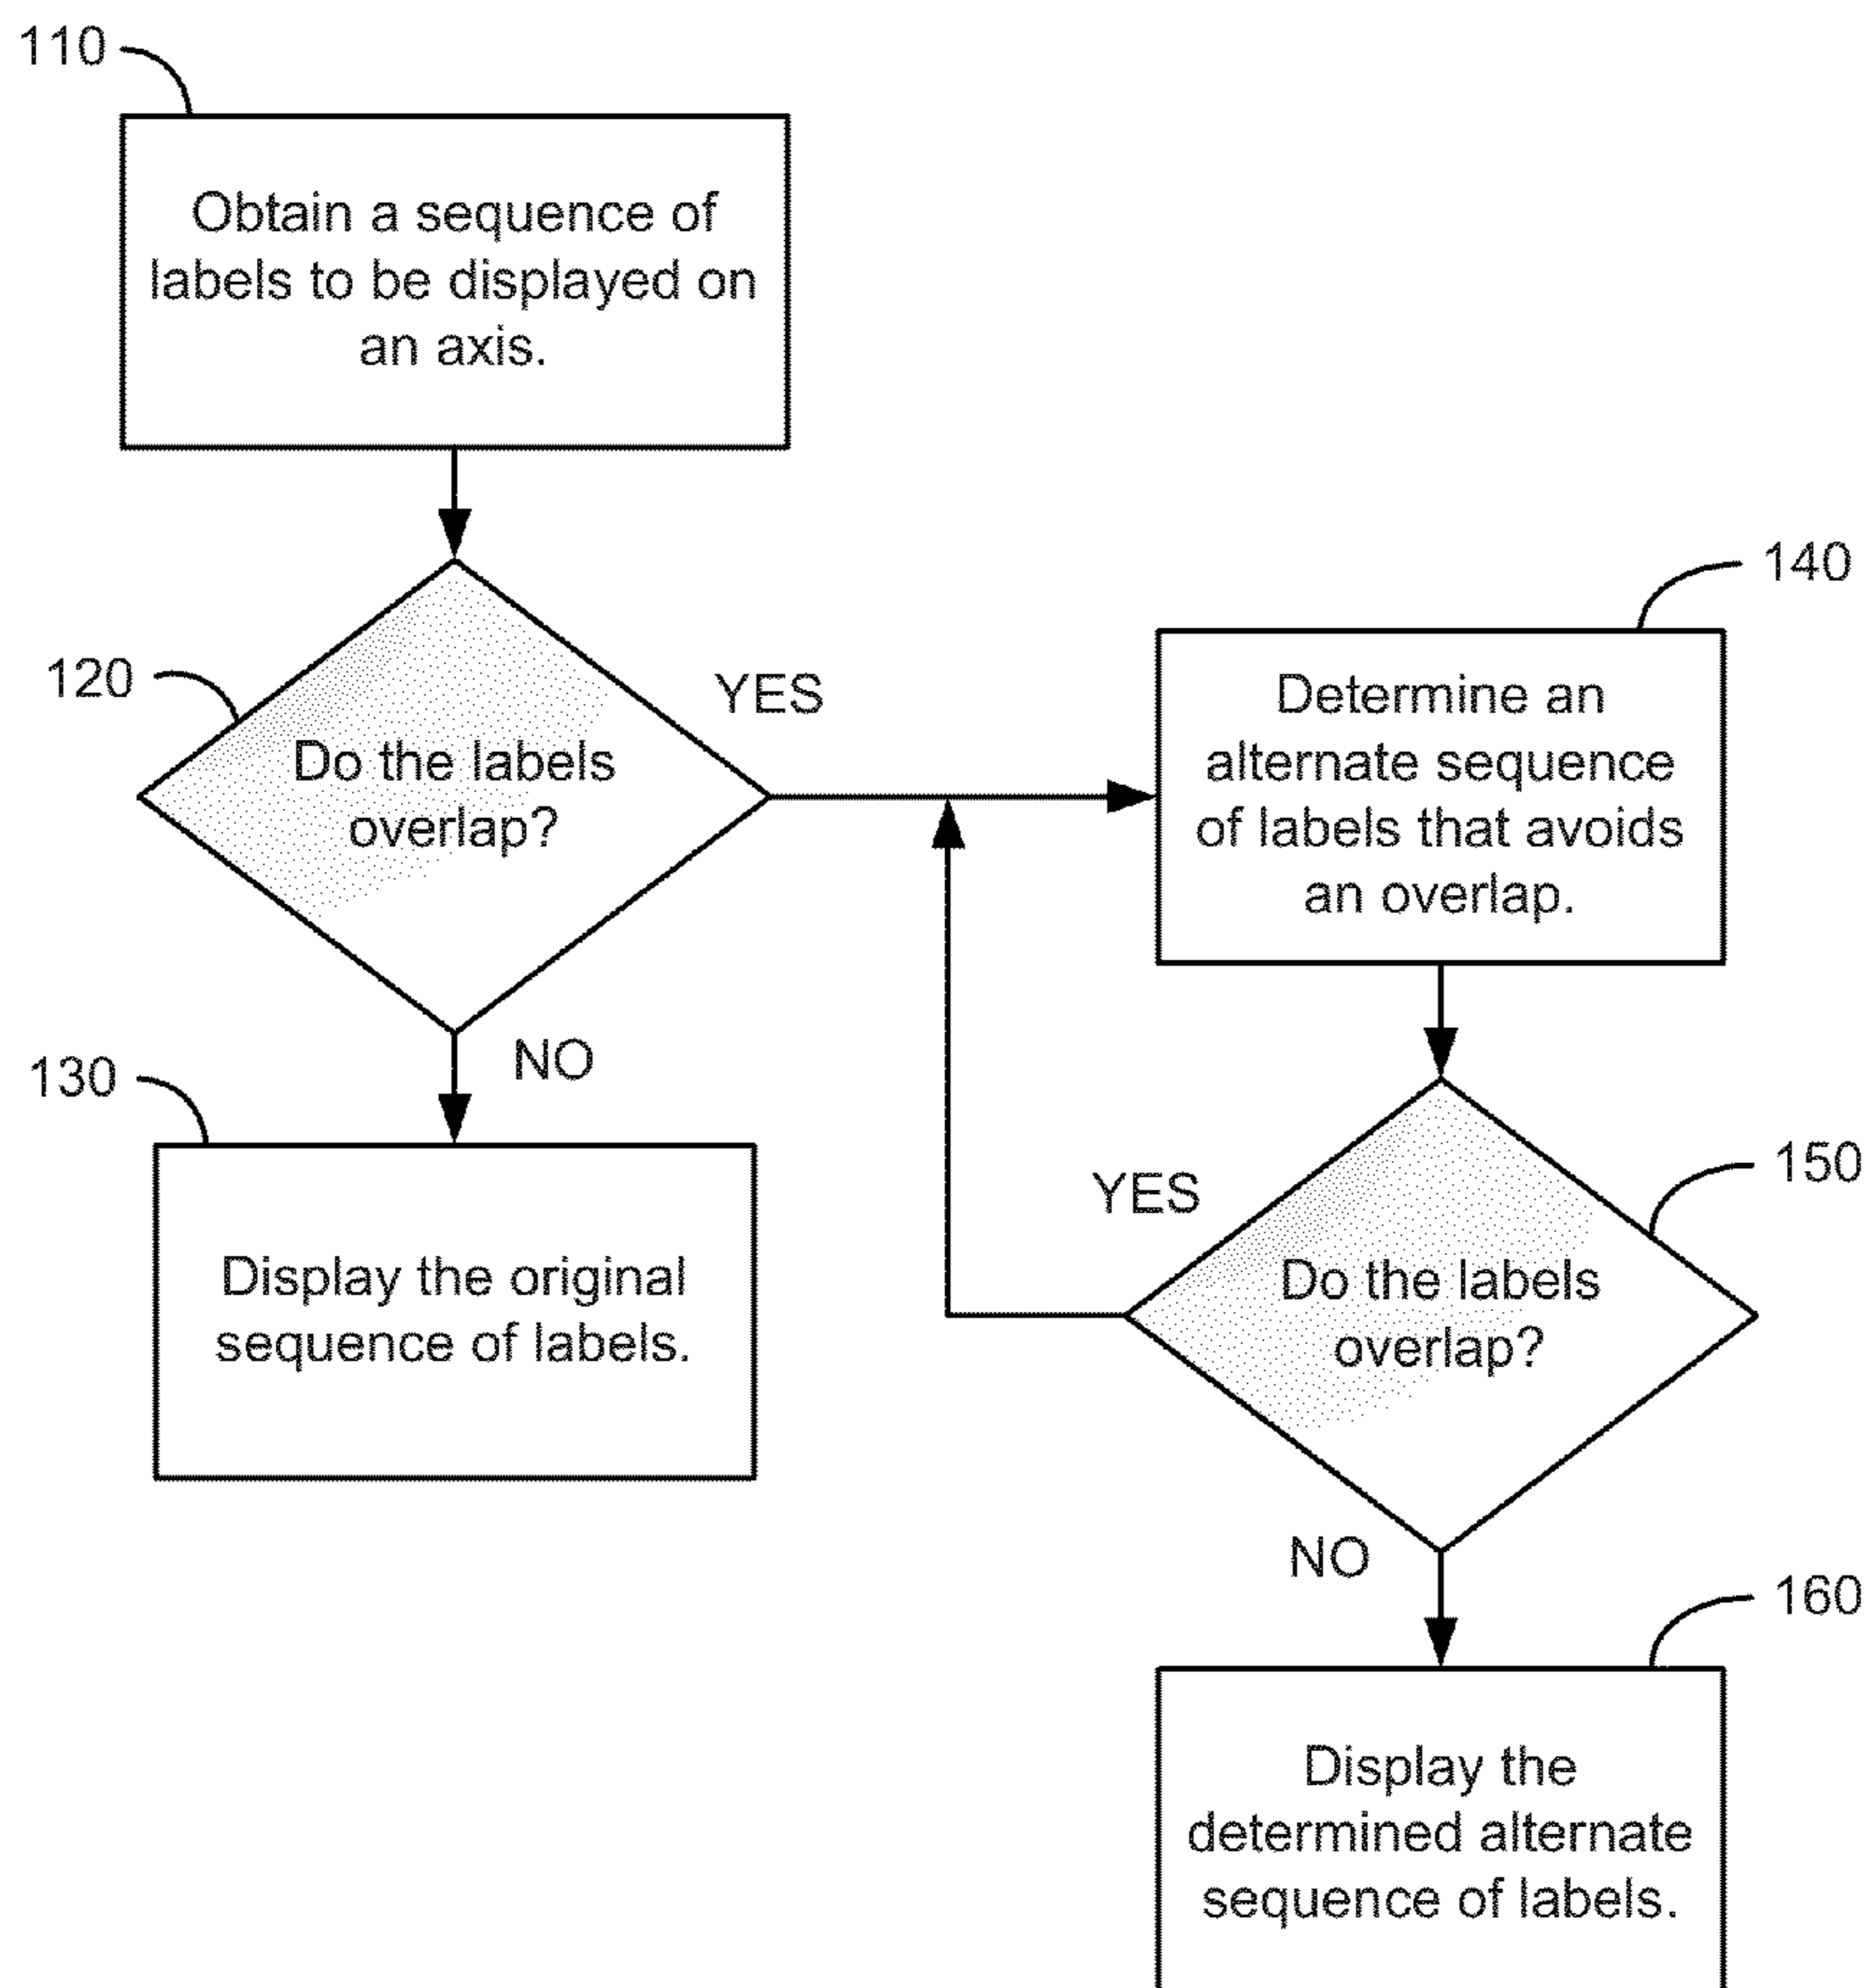 110
Obtain a sequence of
labels to be displayed on
an axis.
120
Do the labels
overlap?
YES
NO
130
Display the original
sequence of labels.
140
Determine an
alternate sequence
of labels that avoids
an overlap.
150
Do the labels
overlap?
YES
NO
160
Display the
determined alternate
sequence of labels.